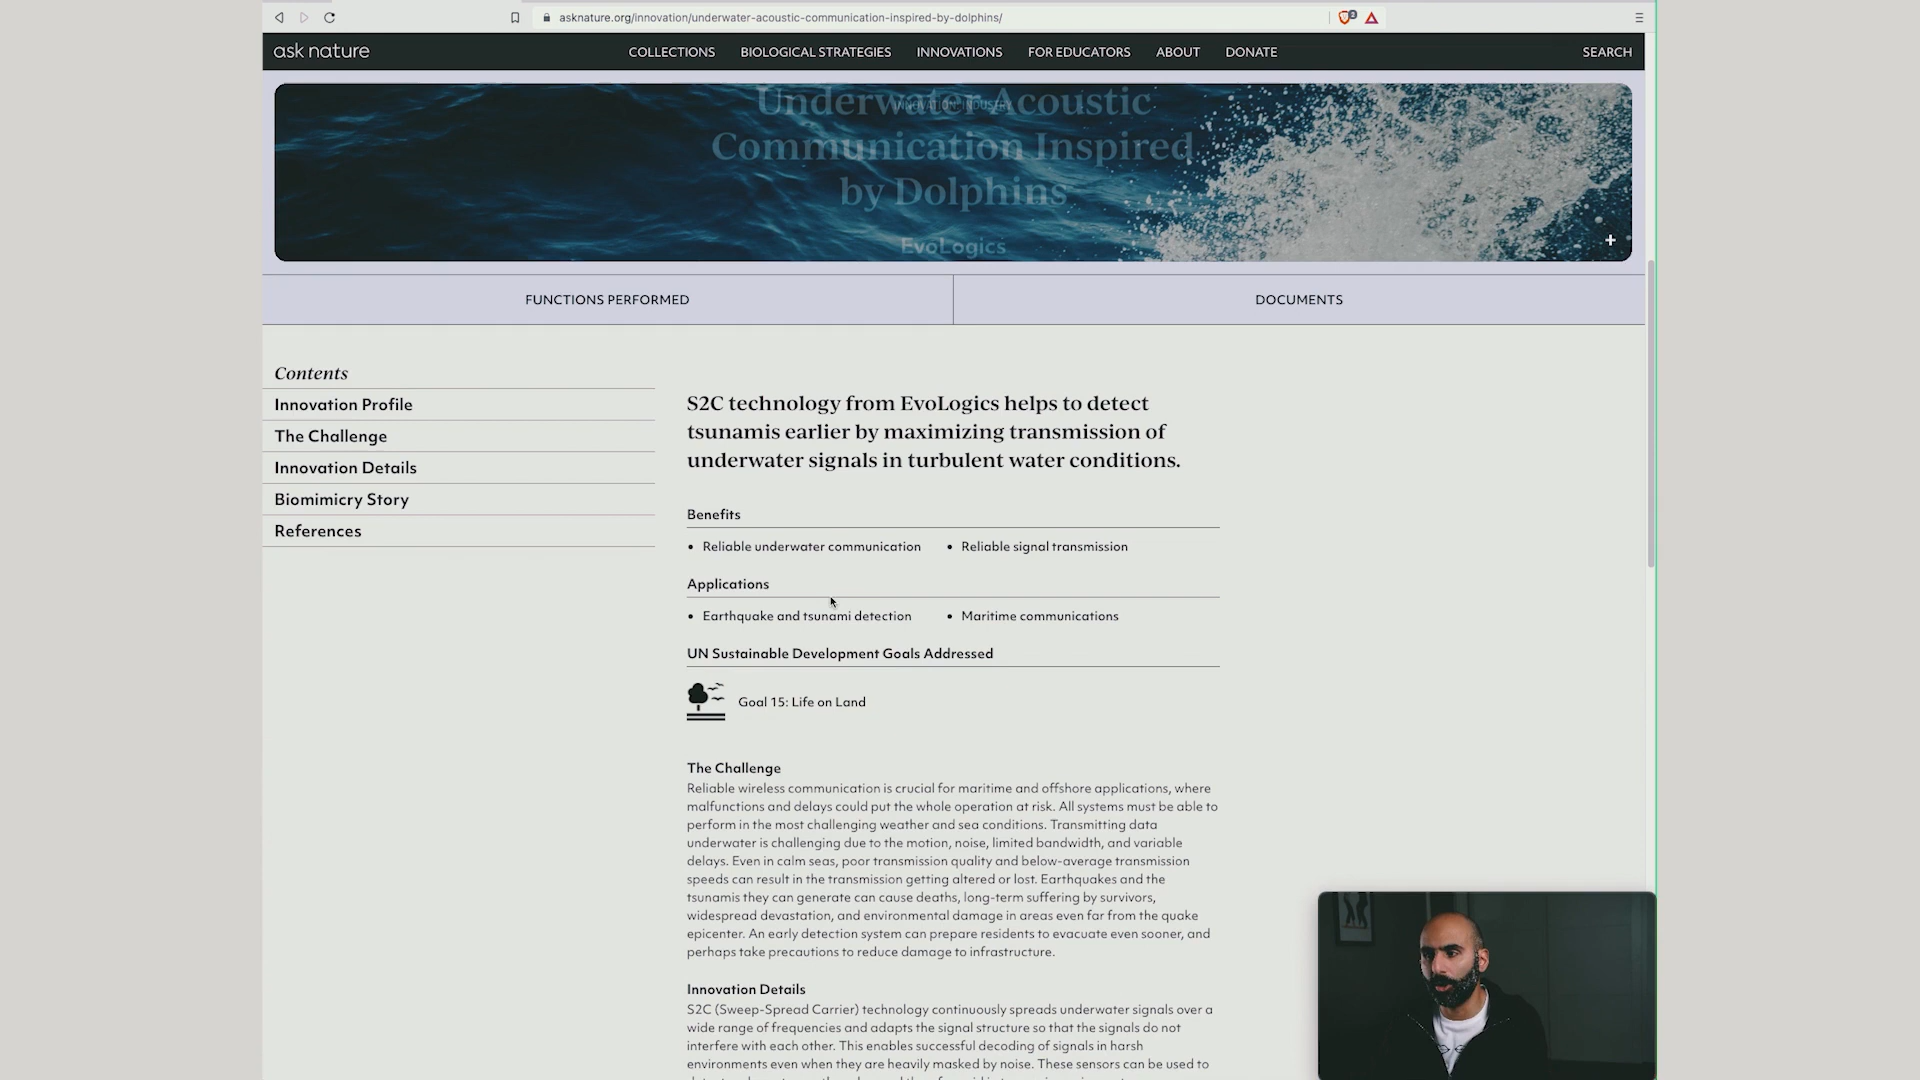 asknature.org/innovation/underwater-acoustic-communication-inspired-by-dolphins/
2
ask nature
COLLECTIONS
BIOLOGICAL STRATEGIES
INNOVATIONS
FOR EDUCATORS
ABOUT
DONATE
SEARCH
INNOVATION INDUSTRY
Underwater Acoustic
Communication Inspired
by Dolphins
EvoLogics
+
FUNCTIONS PERFORMED
DOCUMENTS
Contents
Innovation Profile
The Challenge
Innovation Details
Biomimicry Story
References
S2C technology from EvoLogics helps to detect
tsunamis earlier by maximizing transmission of
underwater signals in turbulent water conditions.
Benefits
• Reliable underwater communication
• Reliable signal transmission
Applications
• Earthquake and tsunami detection
• Maritime communications
UN Sustainable Development Goals Addressed
Goal 15: Life on Land
The Challenge
Reliable wireless communication is crucial for maritime and offshore applications, where
malfunctions and delays could put the whole operation at risk. All systems must be able to
perform in the most challenging weather and sea conditions. Transmitting data
underwater is challenging due to the motion, noise, limited bandwidth, and variable
delays. Even in calm seas, poor transmission quality and below-average transmission
speeds can result in the transmission getting altered or lost. Earthquakes and the
tsunamis they can generate can cause deaths, long-term suffering by survivors,
widespread devastation, and environmental damage in areas even far from the quake
epicenter. An early detection system can prepare residents to evacuate even sooner, and
perhaps take precautions to reduce damage to infrastructure.
Innovation Details
S2C (Sweep-Spread Carrier) technology continuously spreads underwater signals over a
wide range of frequencies and adapts the signal structure so that the signals do not
interfere with each other. This enables successful decoding of signals in harsh
environments even when they are heavily masked by noise. These sensors can be used to